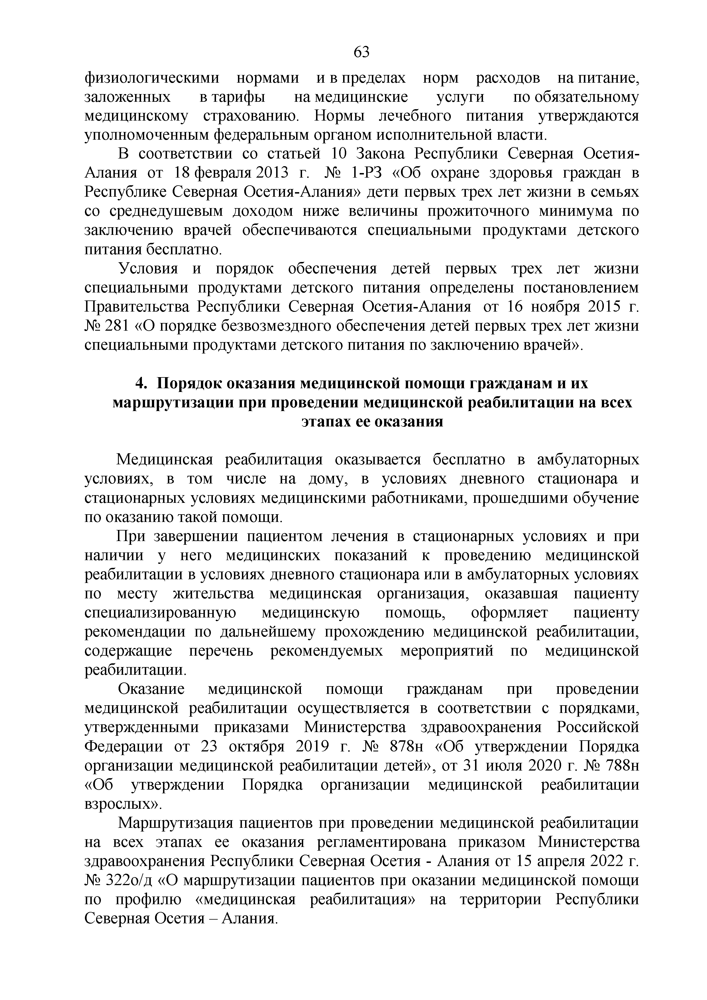 63
физиологическими нормами и в пределах норм расходов на питание,
заложенных в тарифы на медицинские услуги по обязательному
медицинскому страхованию. Нормы лечебного питания утверждаются
уполномоченным федеральным органом исполнительной власти.
В соответствии со статьей 10 Закона Республики Северная Осетия-
Алания от 18 февраля 2013 г. № 1-РЗ «Об охране здоровья граждан в
Республике Северная Осетия-Алания» дети первых трех лет жизни в семьях
со среднедушевым доходом ниже величины прожиточного минимума по
заключению врачей обеспечиваются специальными продуктами детского
питания бесплатно.
Условия и порядок обеспечения детей первых трех лет жизни
специальными продуктами детского питания определены постановлением
Правительства Республики Северная Осетия-Алания от 16 ноября 2015 г.
№ 281 «О порядке безвозмездного обеспечения детей первых трех лет жизни
специальными продуктами детского питания по заключению врачей».
4. Порядок оказания медицинской помощи гражданам и их
маршрутизации при проведении медицинской реабилитации на всех
этапах ее оказания
Медицинская реабилитация оказывается бесплатно в амбулаторных
условиях, в том числе на дому, в условиях дневного стационара и
стационарных условиях медицинскими работниками, прошедшими обучение
по оказанию такой помощи.
При завершении пациентом лечения в стационарных условиях и при
наличии у него медицинских показаний к проведению медицинской
реабилитации в условиях дневного стационара или в амбулаторных условиях
по месту жительства медицинская организация, оказавшая пациенту
специализированную медицинскую помощь, оформляет пациенту
рекомендации по дальнейшему прохождению медицинской реабилитации,
содержащие перечень рекомендуемых мероприятий по медицинской
реабилитации.
Оказание медицинской помощи гражданам при проведении
медицинской реабилитации осуществляется в соответствии с порядками,
утвержденными приказами Министерства здравоохранения Российской
Федерации от 23 октября 2019 г. № 878н «Об утверждении Порядка
организации медицинской реабилитации детей», от 31 июля 2020 г. № 788н
«Об утверждении Порядка организации медицинской реабилитации
взрослых».
Маршрутизация пациентов при проведении медицинской реабилитации
на всех этапах ее оказания регламентирована приказом Министерства
здравоохранения Республики Северная Осетия - Алания от 15 апреля 2022 г.
№ 322о/д «О маршрутизации пациентов при оказании медицинской помощи
по профилю «медицинская реабилитация» на территории Республики
Северная Осетия – Алания.